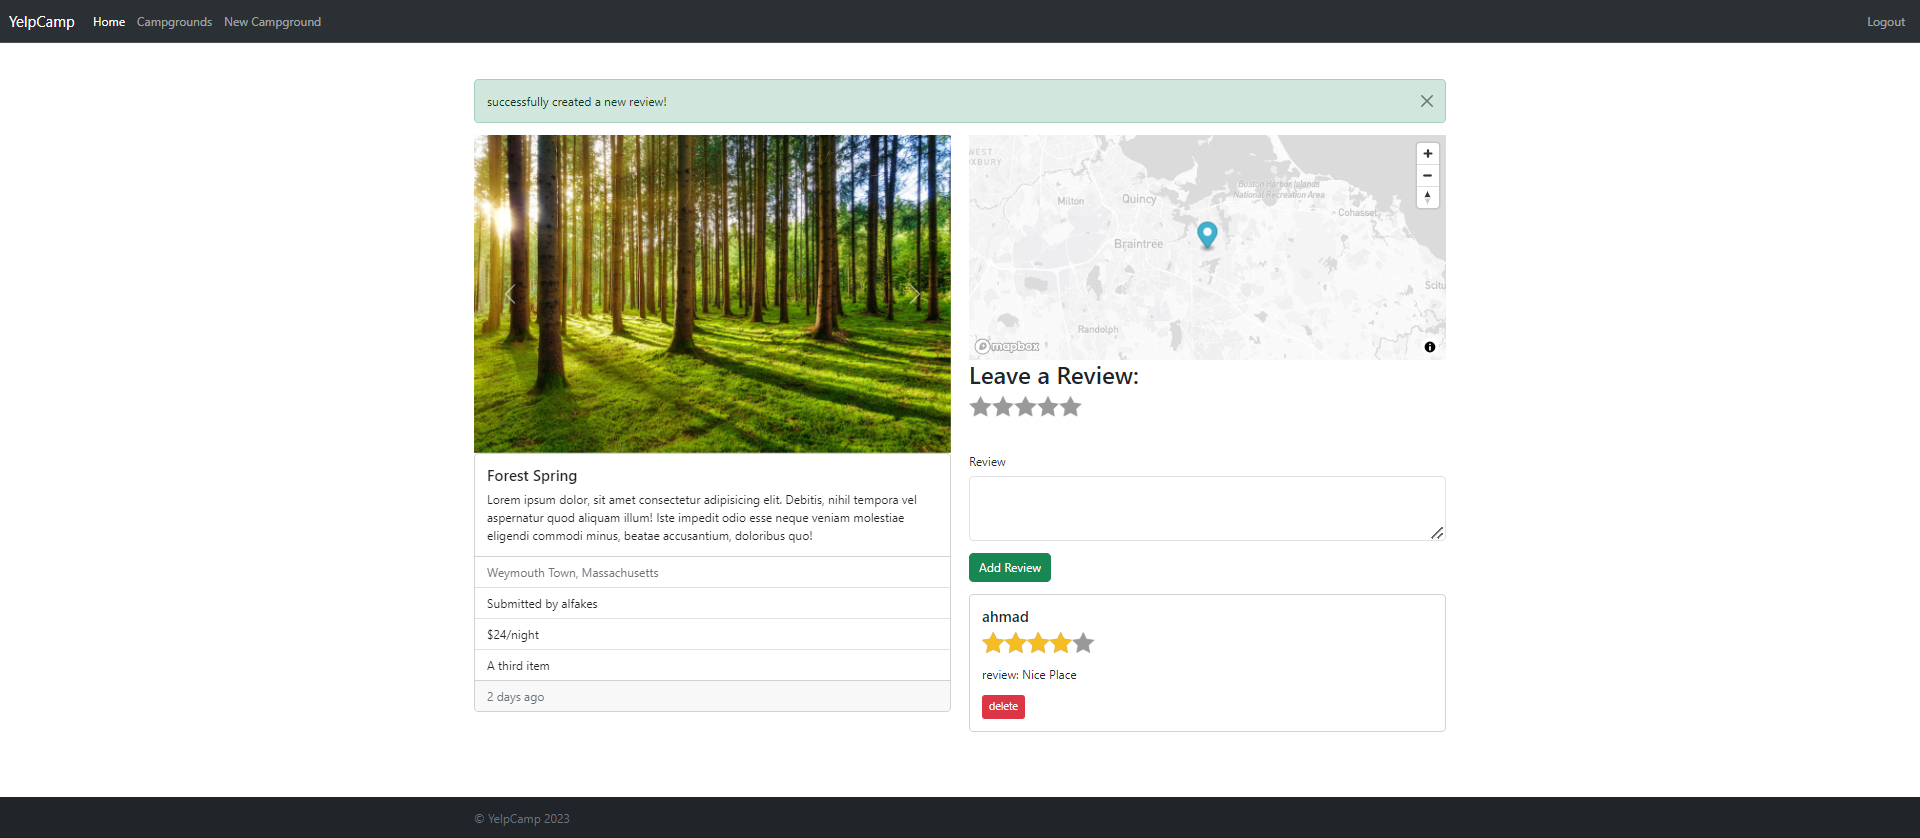 YelpCamp Home Campgrounds New Campground Logout
successfully created a new review!
WEST
OXBURY
Milton
Quincy
Boston Harbor Islands
National Recreation Area
Cohasset
Braintree
Scitu
Randolph
mapbox
Forest Spring
Lorem ipsum dolor, sit amet consectetur adipisicing elit. Debitis, nihil tempora vel
aspernatur quod aliquam illum! Iste impedit odio esse neque veniam molestiae
eligendi commodi minus, beatae accusantium, doloribus quo!
Weymouth Town, Massachusetts
Submitted by alfakes
$24/night
A third item
2 days ago
Leave a Review:
Review
Add Review
ahmad
review: Nice Place
delete
© YelpCamp 2023